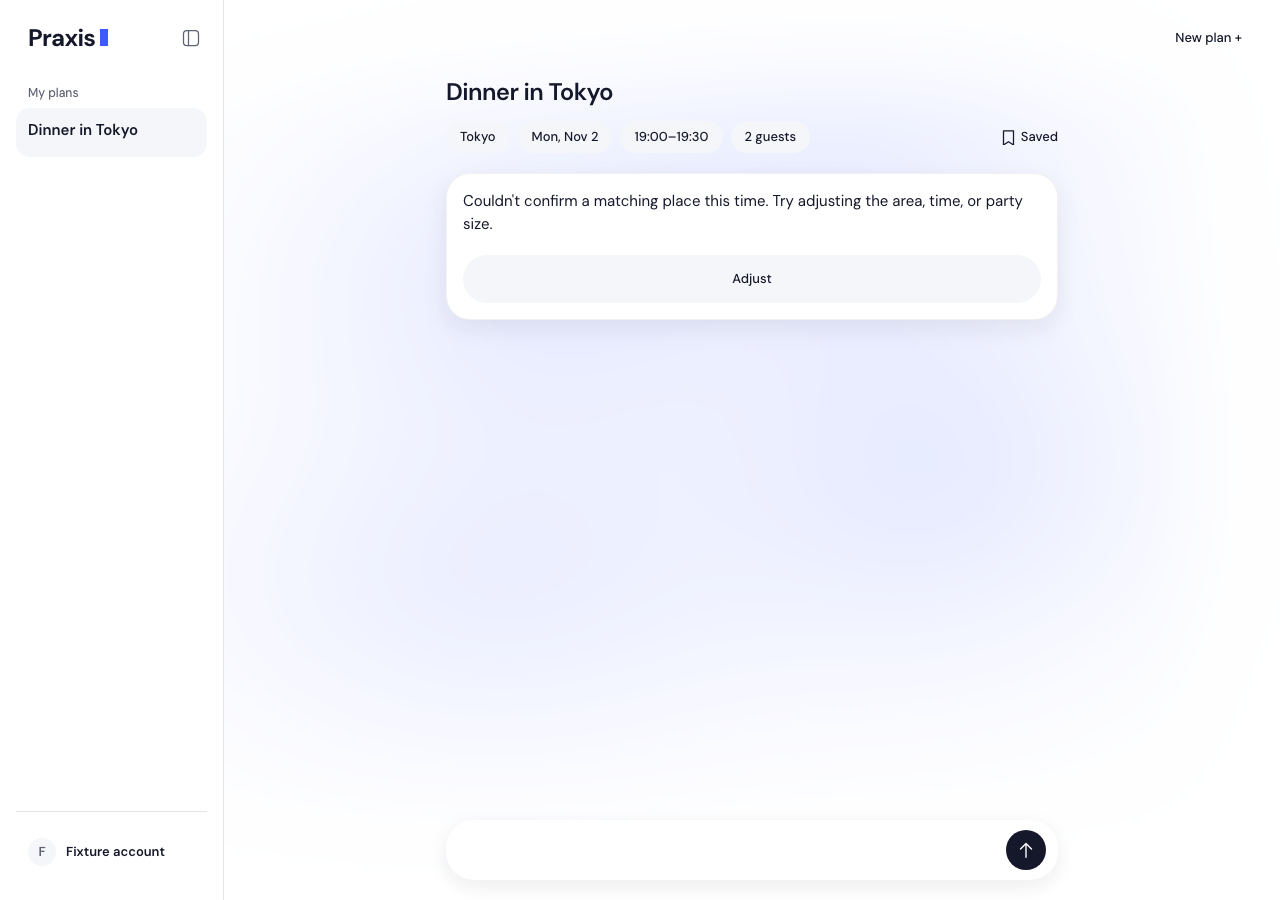 Praxis
New plan +
My plans
Dinner in Tokyo
Dinner in Tokyo
Tokyo
Mon, Nov 2
19:00–19:30
2 guests
Saved
Couldn't confirm a matching place this time. Try adjusting the area, time, or party
size.
Adjust
F
Fixture account